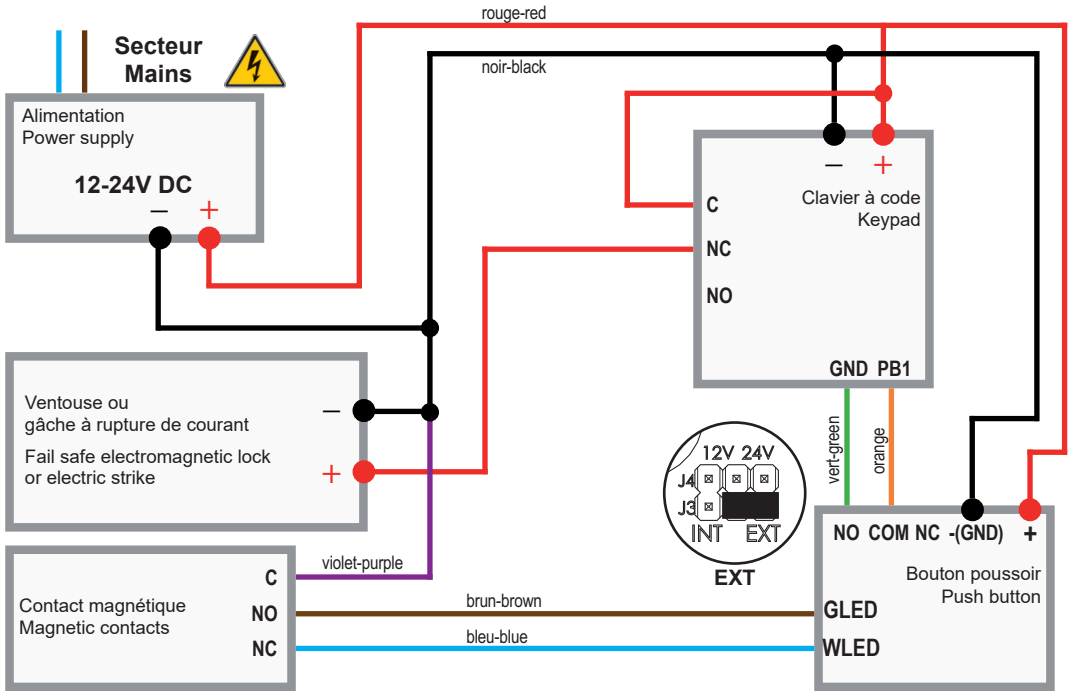 rouge-red
Secteur
Mains
noir-black
Alimentation
Power supply
12-24V DC
− +
− +
Clavier à code
Keypad
C
NC
NO
GND PB1
Ventouse ou
gâche à rupture de courant
Fail safe electromagnetic lock
or electric strike
−
+
vert-green
orange
12V 24V
J4
J3
INT EXT
EXT
NO COM NC -(GND) +
Bouton poussoir
Push button
GLED
WLED
violet-purple
brun-brown
bleu-blue
Contact magnétique
Magnetic contacts
C
NO
NC